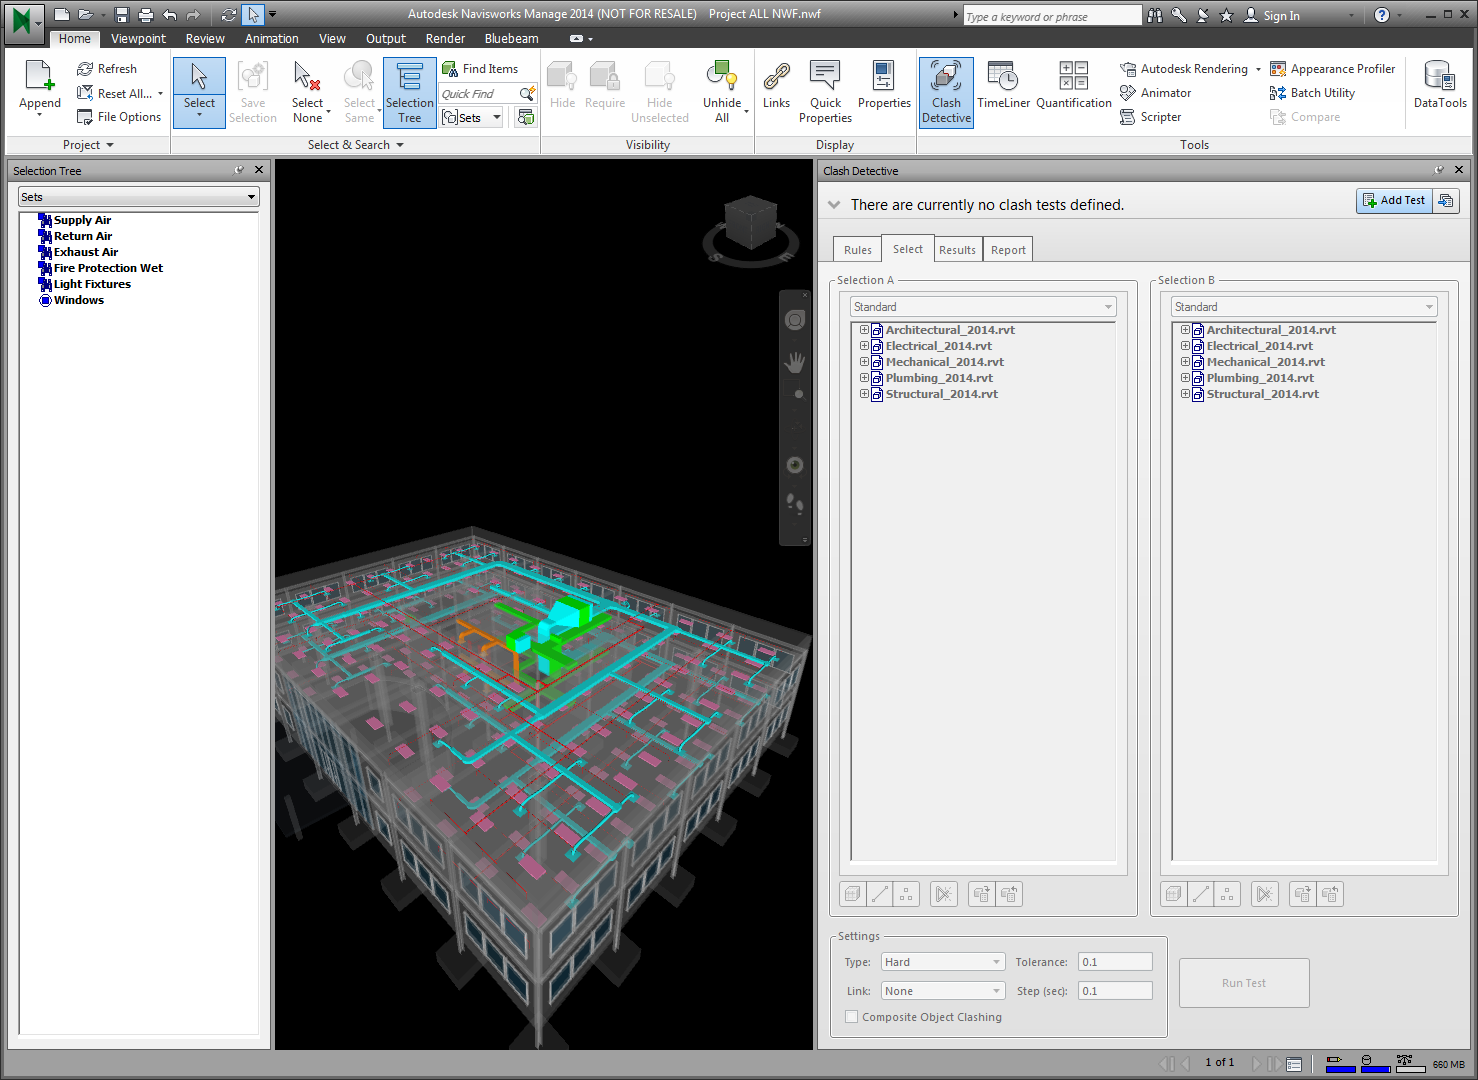 Autodesk Navisworks Manage 2014 (NOT FOR RESALE) Project ALL NWF.nwf
Type a keyword or phrase
Sign In
Home Viewpoint Review Animation View Output Render Bluebeam
Append
Refresh
Reset All...
File Options
Project
Select
Save Selection
Select None
Select Same
Selection Tree
Find Items
Quick Find
Sets
Select & Search
Hide
Require
Hide Unselected
Unhide All
Visibility
Links
Quick Properties
Properties
Display
Clash Detective
TimeLiner
Quantification
Autodesk Rendering
Animator
Scripter
Appearance Profiler
Batch Utility
Compare
DataTools
Tools
Selection Tree
Sets
Supply Air
Return Air
Exhaust Air
Fire Protection Wet
Light Fixtures
Windows
S
E
Clash Detective
There are currently no clash tests defined.
Add Test
Rules Select Results Report
Selection A
Standard
Architectural_2014.rvt
Electrical_2014.rvt
Mechanical_2014.rvt
Plumbing_2014.rvt
Structural_2014.rvt
Selection B
Standard
Architectural_2014.rvt
Electrical_2014.rvt
Mechanical_2014.rvt
Plumbing_2014.rvt
Structural_2014.rvt
Settings
Type: Hard Tolerance: 0.1
Link: None Step (sec): 0.1
Composite Object Clashing
Run Test
1 of 1
660 MB